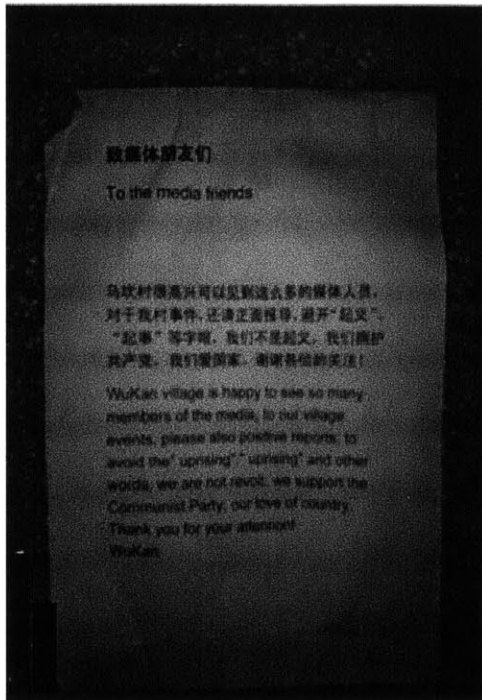 致媒体朋友们
To the media friends
乌坎村很高兴可以见到这么多的媒体人员，
对于我村事件，还请正面报导，避开“起义”、
“起事”等字眼，我们不是起义，我们拥护
共产党，我们爱国家，谢谢各位的关注！
WuKan village is happy to see so many
members of the media, to our village
events, please also positive reports, to
avoid the" uprising" " uprising" and other
words, we are not revolt, we support the
Communist Party, our love of country.
Thank you for your attention!
WuKan